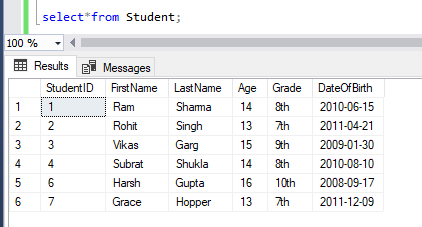 select*from Student;
100 %
Results Messages
StudentID FirstName LastName Age Grade DateOfBirth
1 1 Ram Sharma 14 8th 2010-06-15
2 2 Rohit Singh 13 7th 2011-04-21
3 3 Vikas Garg 15 9th 2009-01-30
4 4 Subrat Shukla 14 8th 2010-08-10
5 6 Harsh Gupta 16 10th 2008-09-17
6 7 Grace Hopper 13 7th 2011-12-09